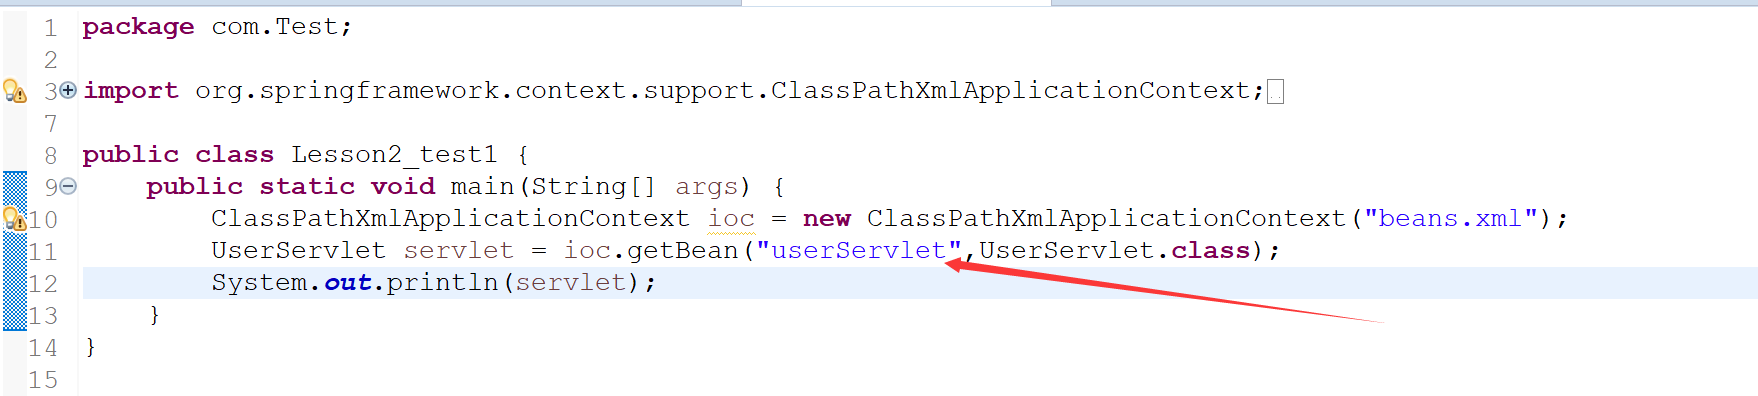 1 package com.Test;
2
3 import org.springframework.context.support.ClassPathXmlApplicationContext;
7
8 public class Lesson2_test1 {
9 public static void main(String[] args) {
10 ClassPathXmlApplicationContext ioc = new ClassPathXmlApplicationContext("beans.xml");
11 UserServlet servlet = ioc.getBean("userServlet",UserServlet.class);
12 System.out.println(servlet);
13 }
14 }
15